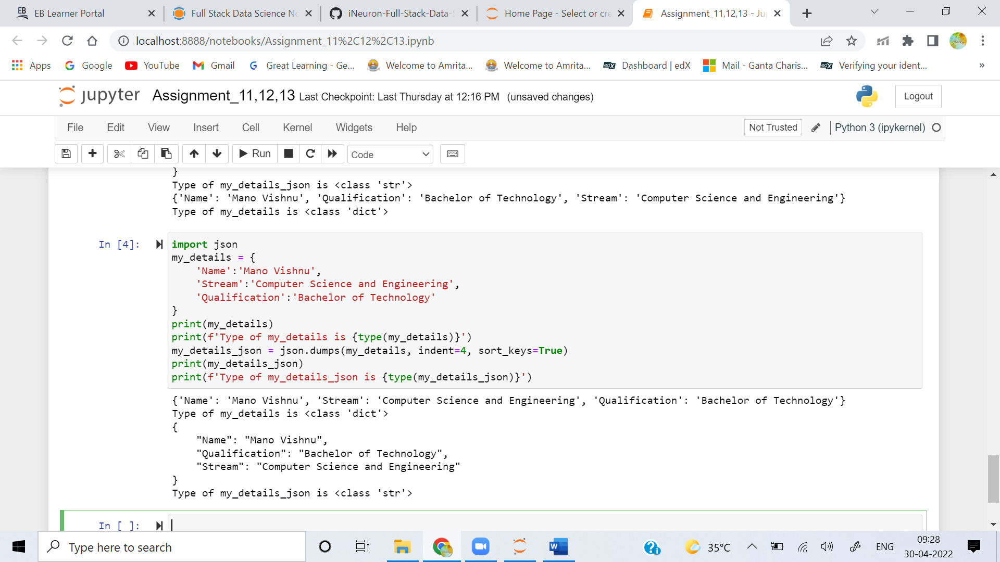 EB Learner Portal
Full Stack Data Science No
iNeuron-Full-Stack-Data-S
Home Page - Select or cre
Assignment_11,12,13 - Ju
localhost:8888/notebooks/Assignment_11%2C12%2C13.ipynb
Apps
Google
YouTube
Gmail
Great Learning - Ge...
Welcome to Amrita...
Welcome to Amrita...
edX Dashboard | edX
Mail - Ganta Charis...
edX Verifying your ident...
»
jupyter Assignment_11,12,13 Last Checkpoint: Last Thursday at 12:16 PM (unsaved changes)
Logout
File Edit View Insert Cell Kernel Widgets Help
Not Trusted
Python 3 (ipykernel)
Run
Code
}
Type of my_details_json is <class 'str'>
{'Name': 'Mano Vishnu', 'Qualification': 'Bachelor of Technology', 'Stream': 'Computer Science and Engineering'}
Type of my_details is <class 'dict'>
In [4]:
import json
my_details = {
    'Name':'Mano Vishnu',
    'Stream':'Computer Science and Engineering',
    'Qualification':'Bachelor of Technology'
}
print(my_details)
print(f'Type of my_details is {type(my_details)}')
my_details_json = json.dumps(my_details, indent=4, sort_keys=True)
print(my_details_json)
print(f'Type of my_details_json is {type(my_details_json)}')
{'Name': 'Mano Vishnu', 'Stream': 'Computer Science and Engineering', 'Qualification': 'Bachelor of Technology'}
Type of my_details is <class 'dict'>
{
    "Name": "Mano Vishnu",
    "Qualification": "Bachelor of Technology",
    "Stream": "Computer Science and Engineering"
}
Type of my_details_json is <class 'str'>
In [ ]:
Type here to search
35°C
ENG
09:28
30-04-2022